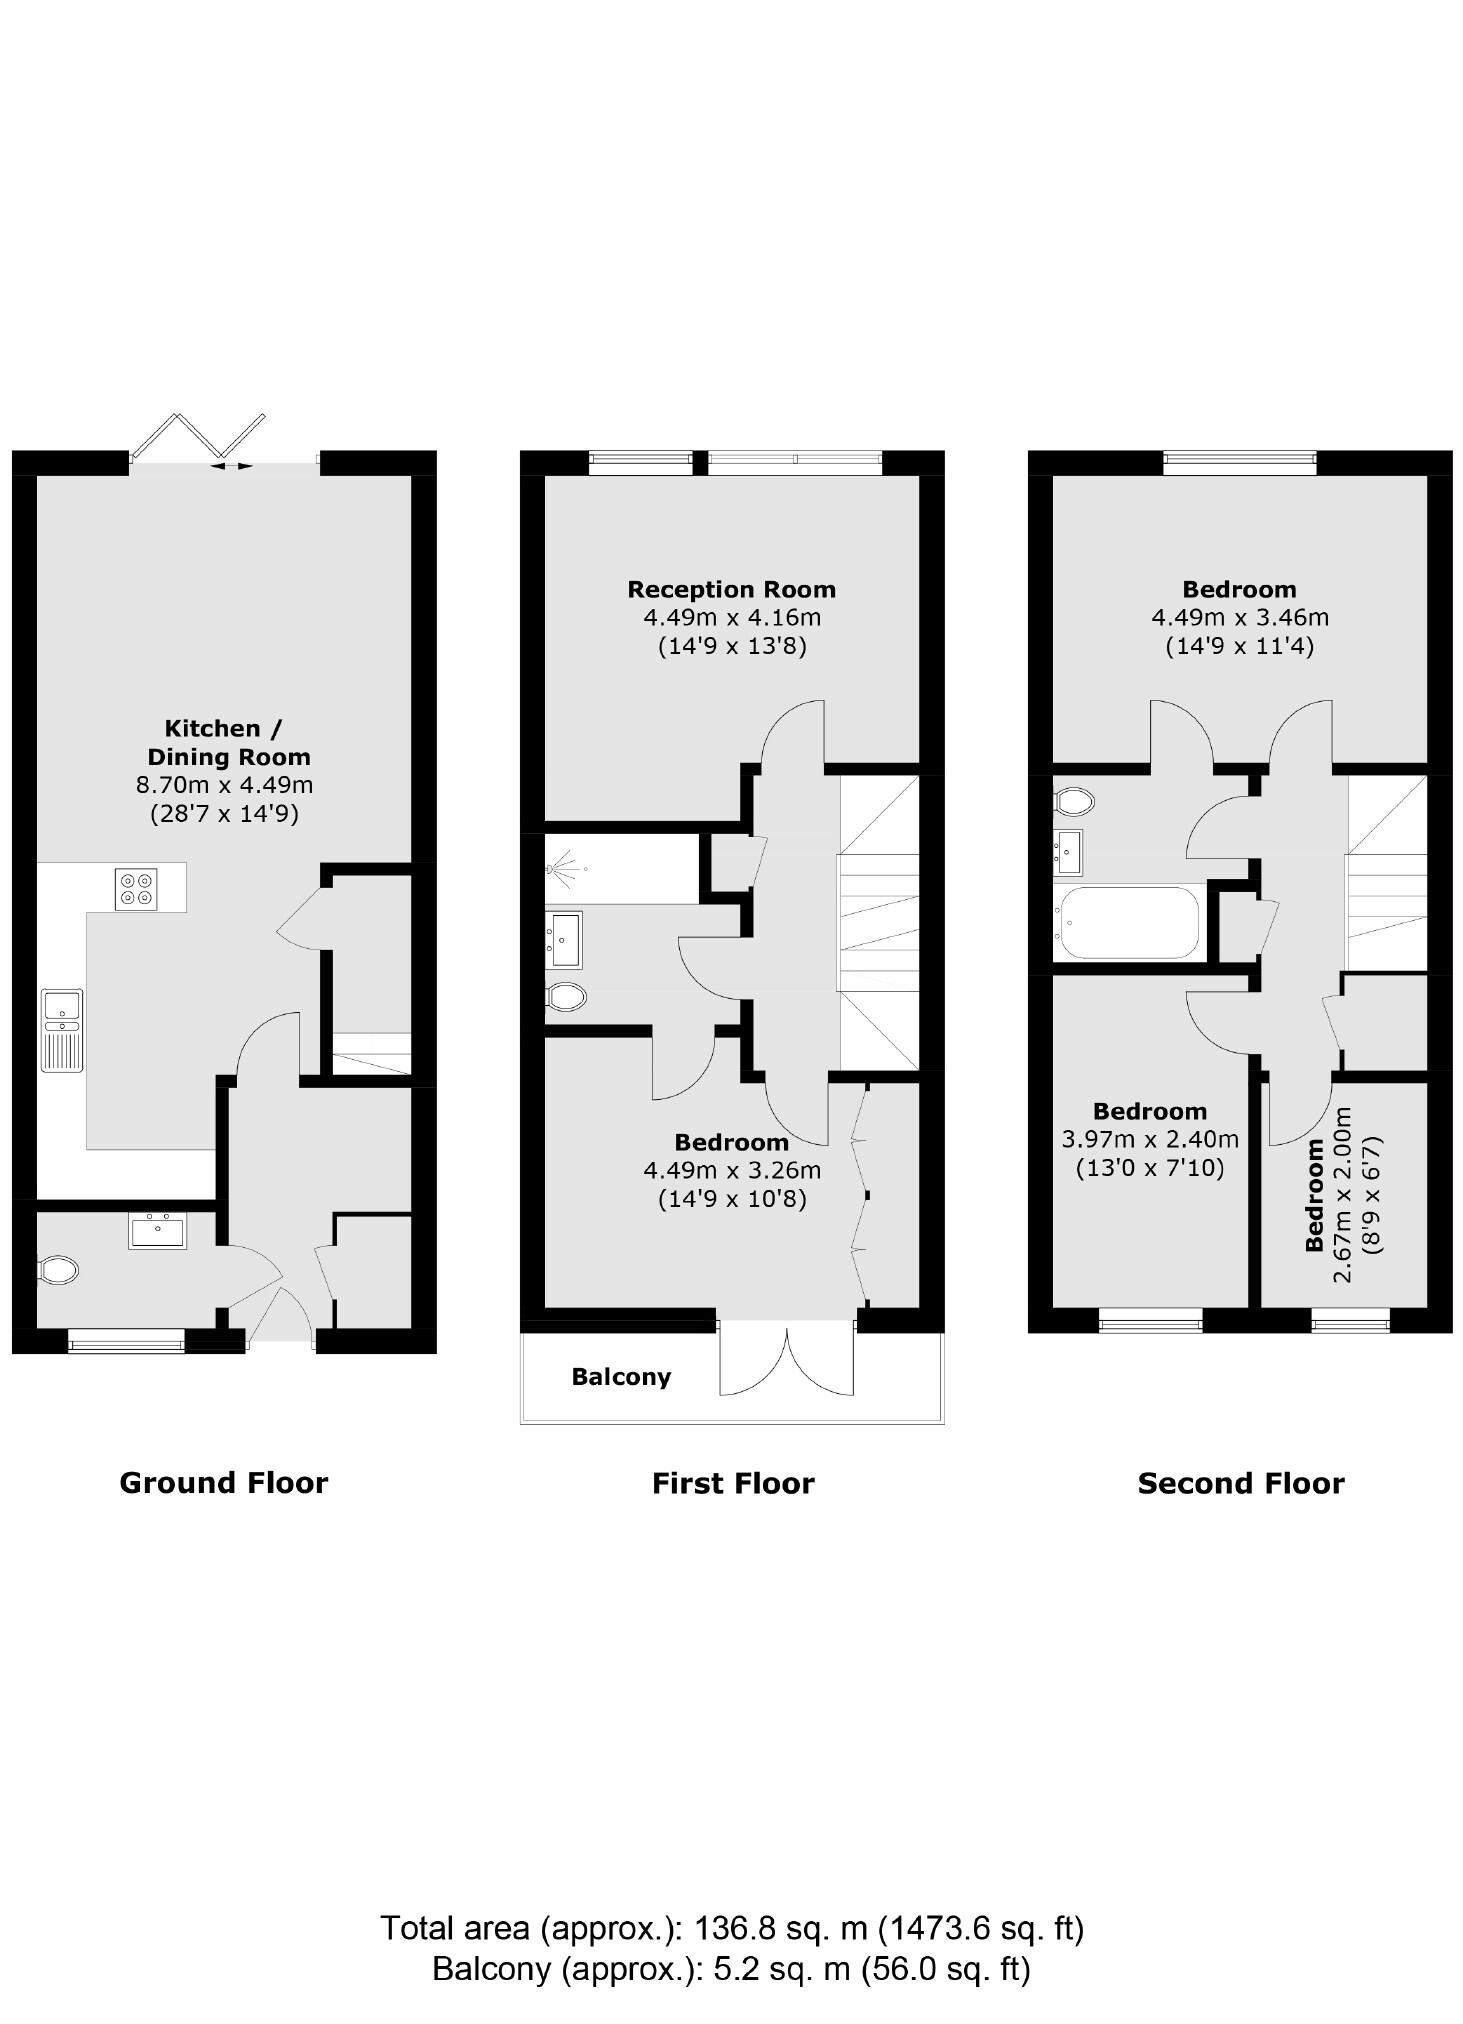 Kitchen /
Dining Room
8.70m x 4.49m
(28'7 x 14'9)
Ground Floor
Reception Room
4.49m x 4.16m
(14'9 x 13'8)
Bedroom
4.49m x 3.26m
(14'9 x 10'8)
Balcony
First Floor
Bedroom
4.49m x 3.46m
(14'9 x 11'4)
Bedroom
3.97m x 2.40m
(13'0 x 7'10)
Bedroom
2.67m x 2.00m
(8'9 x 6'7)
Second Floor
Total area (approx.): 136.8 sq. m (1473.6 sq. ft)
Balcony (approx.): 5.2 sq. m (56.0 sq. ft)